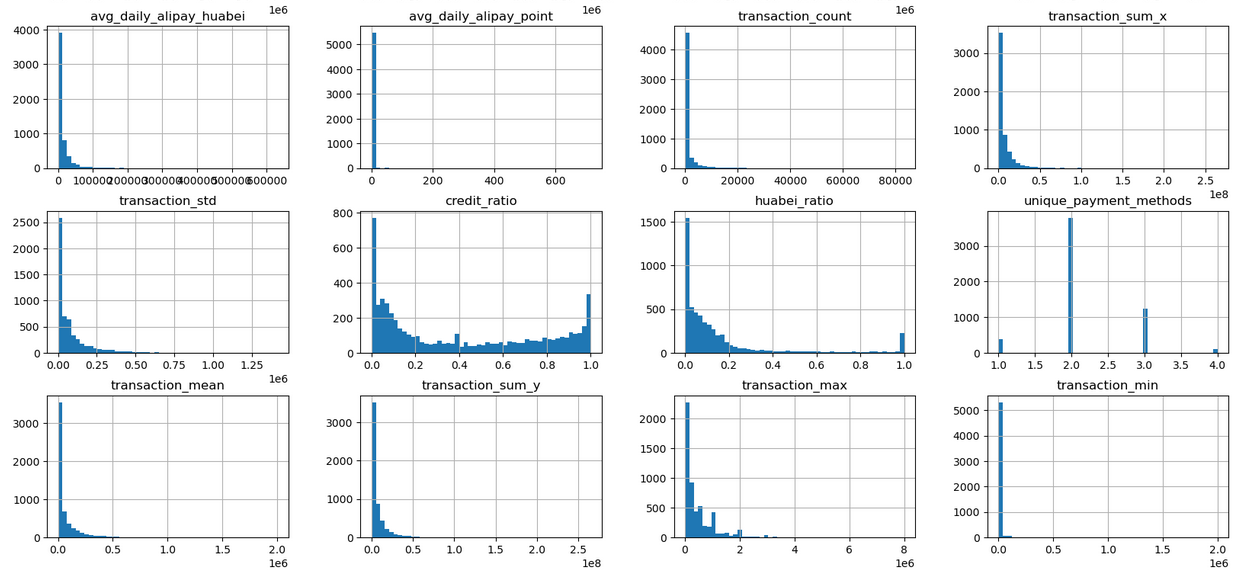 1e6 1e6 1e6
avg_daily_alipay_huabei avg_daily_alipay_point transaction_count transaction_sum_x
4000 3000 2000 1000 0
0 100000 200000 300000 400000 500000 600000
5000 4000 3000 2000 1000 0
0 200 400 600
4000 3000 2000 1000 0
0 20000 40000 60000 80000
3000 2000 1000 0
0.0 0.5 1.0 1.5 2.0 2.5
1e8
transaction_std credit_ratio huabei_ratio unique_payment_methods
2500 2000 1500 1000 500 0
0.00 0.25 0.50 0.75 1.00 1.25
1e6
800 600 400 200 0
0.0 0.2 0.4 0.6 0.8 1.0
1500 1000 500 0
0.0 0.2 0.4 0.6 0.8 1.0
3000 2000 1000 0
1.0 1.5 2.0 2.5 3.0 3.5 4.0
transaction_mean transaction_sum_y transaction_max transaction_min
3000 2000 1000 0
0.0 0.5 1.0 1.5 2.0
1e6
3000 2000 1000 0
0.0 0.5 1.0 1.5 2.0 2.5
1e8
2000 1500 1000 500 0
0 2 4 6 8
1e6
5000 4000 3000 2000 1000 0
0.0 0.5 1.0 1.5 2.0
1e6